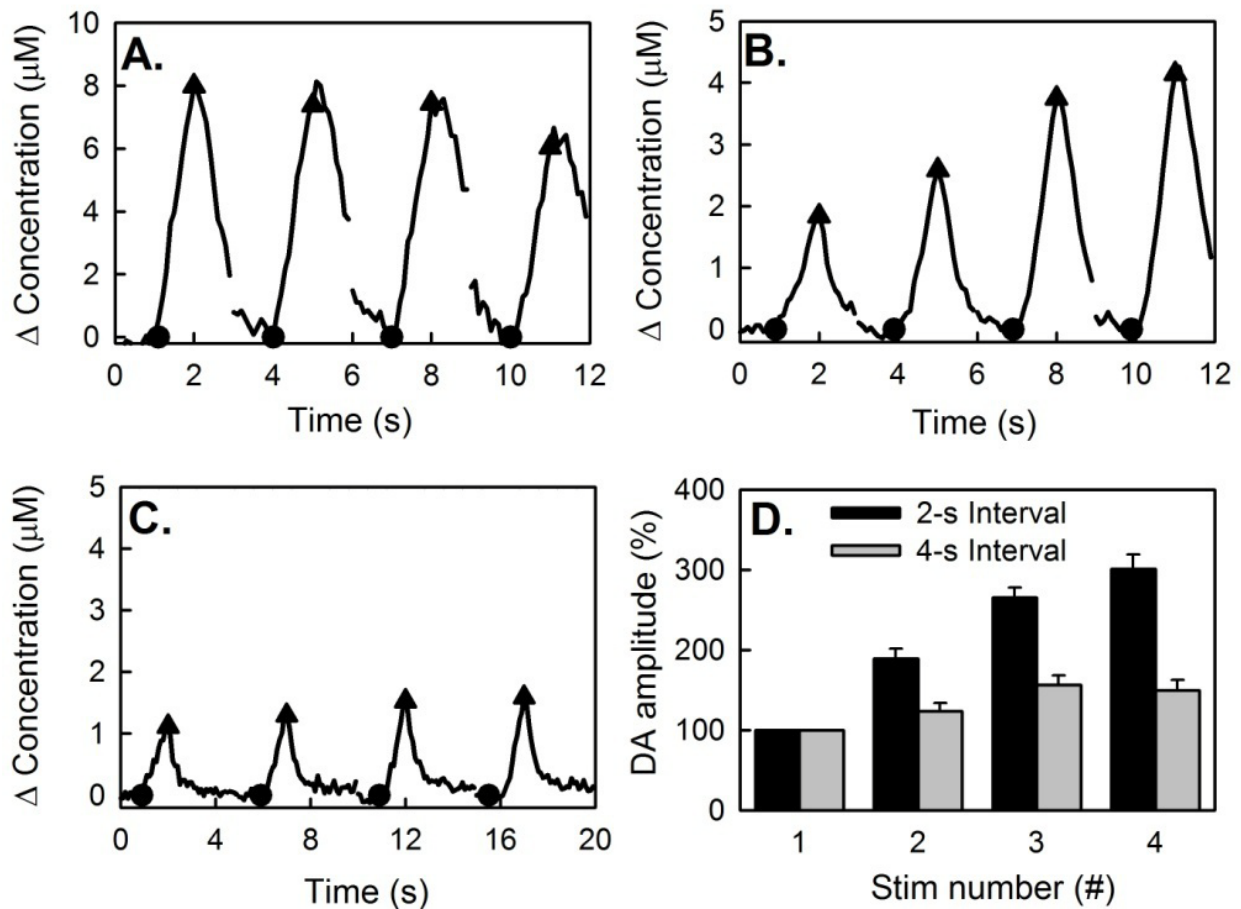 A.
Δ Concentration (μM)
10
8
6
4
2
0
0 2 4 6 8 10 12
Time (s)
B.
Δ Concentration (μM)
5
4
3
2
1
0
0 2 4 6 8 10 12
Time (s)
C.
Δ Concentration (μM)
5
4
3
2
1
0
0 4 8 12 16 20
Time (s)
D.
2-s Interval
4-s Interval
DA amplitude (%)
400
300
200
100
0
1 2 3 4
Stim number (#)